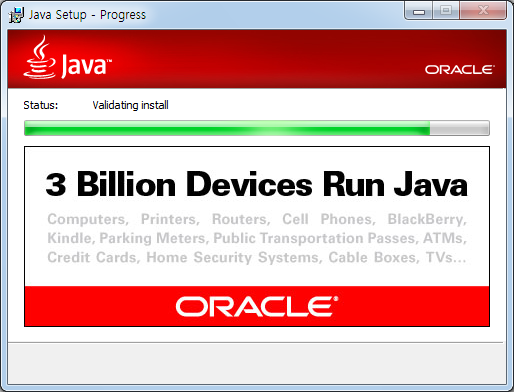 Java Setup - Progress
Java™
ORACLE®
Status: Validating install
3 Billion Devices Run Java
Computers, Printers, Routers, Cell Phones, BlackBerry,
Kindle, Parking Meters, Public Transportation Passes, ATMs,
Credit Cards, Home Security Systems, Cable Boxes, TVs...
ORACLE®